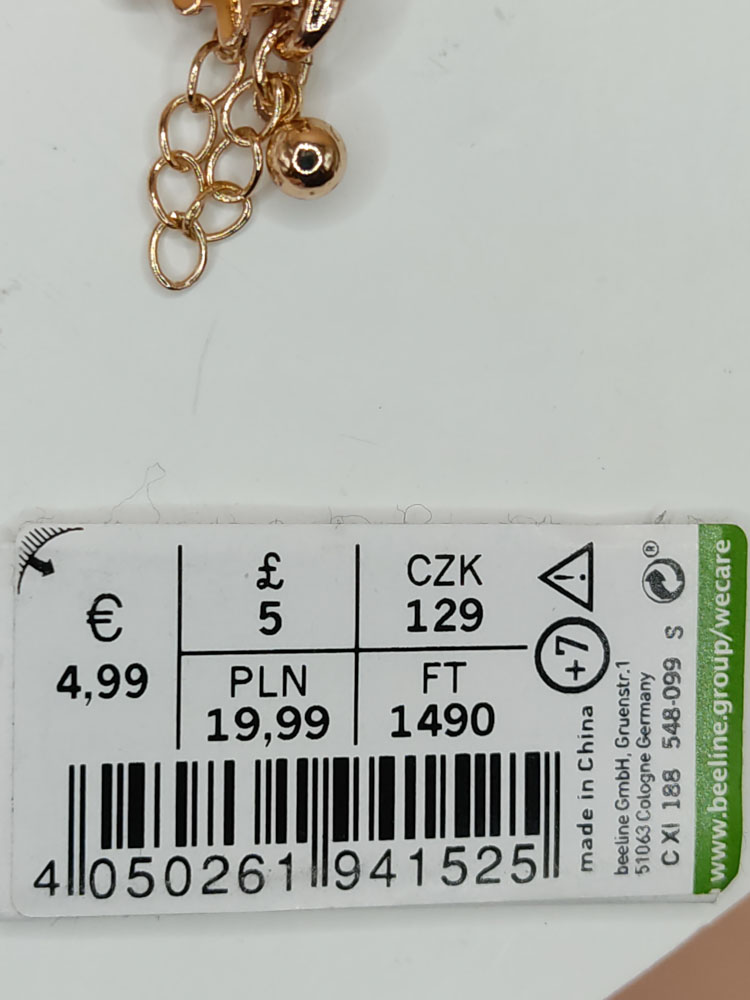 €
4,99
£
5
CZK
129
PLN
19,99
FT
1490
+7
4 050261 941525
made in China
beeline GmbH, Gruenstr.1
51063 Cologne Germany
C XI 188 548-099 S
www.beeline.group/wecare